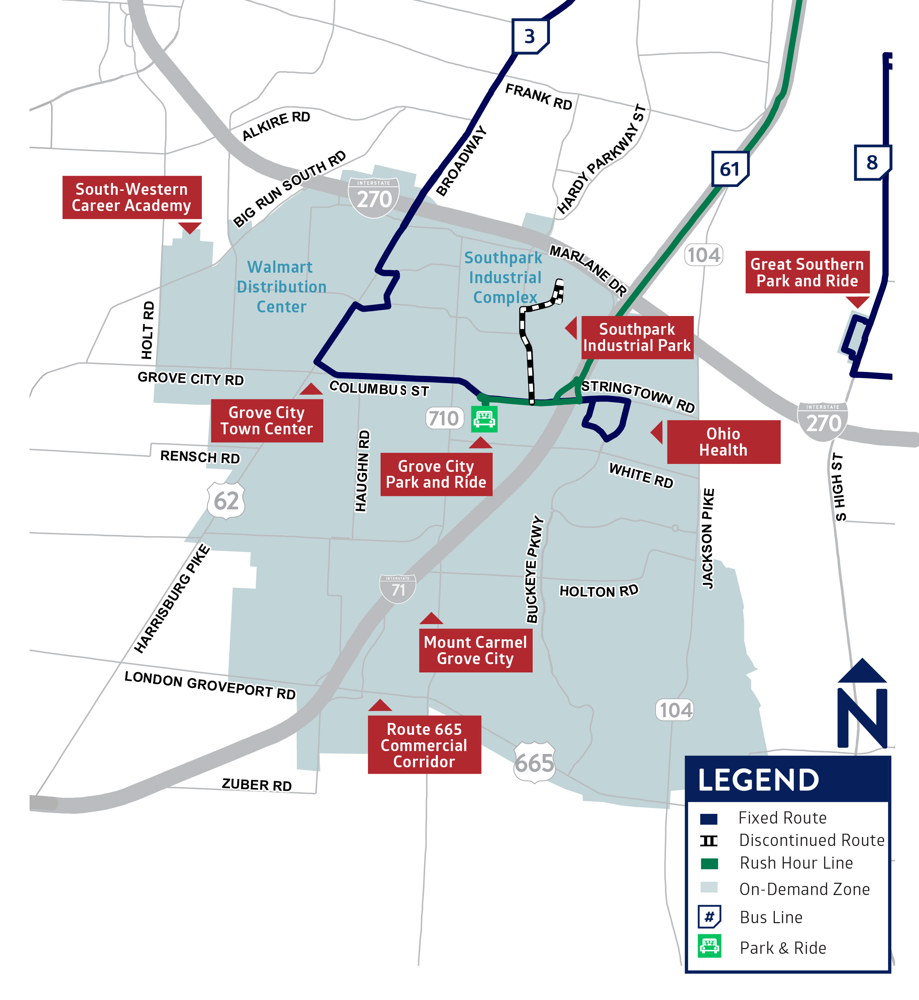 3
FRANK RD
HARDY PARKWAY ST
ALKIRE RD
BROADWAY
BIG RUN SOUTH RD
61
8
South-Western
Career Academy
INTERSTATE
270
MARLANE DR
104
Great Southern
Park and Ride
Walmart
Distribution
Center
Southpark
Industrial
Complex
HOLT RD
Southpark
Industrial Park
GROVE CITY RD
COLUMBUS ST
STRINGTOWN RD
Grove City
Town Center
710
INTERSTATE
270
Ohio
Health
RENSCH RD
HAUGHN RD
Grove City
Park and Ride
WHITE RD
S HIGH ST
62
JACKSON PIKE
BUCKEYE PKWY
HARRISBURG PIKE
INTERSTATE
71
HOLTON RD
Mount Carmel
Grove City
LONDON GROVEPORT RD
104
Route 665
Commercial
Corridor
665
ZUBER RD
N
LEGEND
Fixed Route
Discontinued Route
Rush Hour Line
On-Demand Zone
# Bus Line
Park & Ride